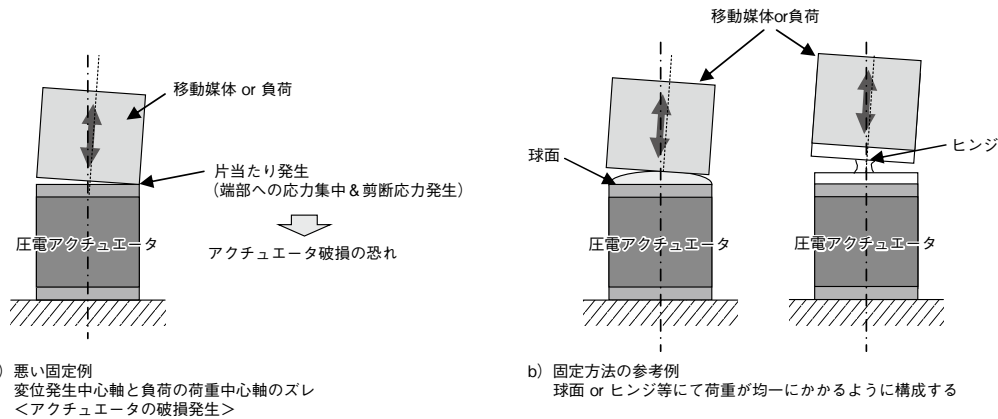 移動媒体 or 負荷
片当たり発生
（端部への応力集中＆剪断応力発生）
アクチュエータ破損の恐れ
圧電アクチュエータ
) 悪い固定例
変位発生中心軸と負荷の荷重中心軸のズレ
＜アクチュエータの破損発生＞
移動媒体or負荷
球面
ヒンジ
圧電アクチュエータ
圧電アクチュエータ
b) 固定方法の参考例
球面 or ヒンジ等にて荷重が均一にかかるように構成する